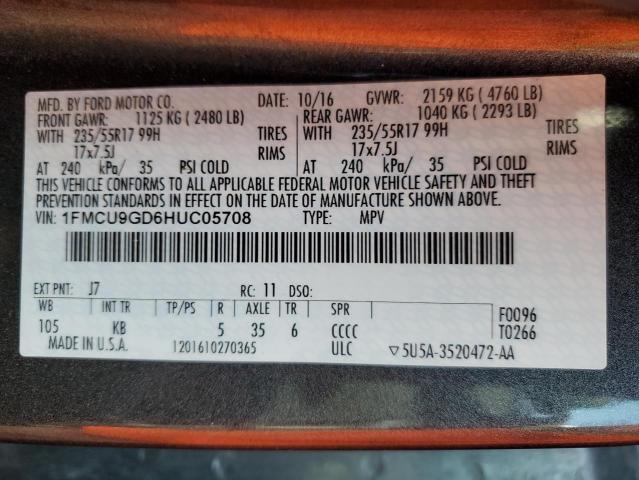 MFD. BY FORD MOTOR CO. DATE: 10/16 GVWR: 2159 KG ( 4760 LB)
FRONT GAWR: 1125 KG ( 2480 LB) REAR GAWR: 1040 KG ( 2293 LB)
WITH 235/55R17 99H TIRES WITH 235/55R17 99H TIRES
17x7.5J RIMS 17x7.5J RIMS
AT 240 kPa/ 35 PSI COLD AT 240 kPa/ 35 PSI COLD
THIS VEHICLE CONFORMS TO ALL APPLICABLE FEDERAL MOTOR VEHICLE SAFETY AND THEFT
PREVENTION STANDARDS IN EFFECT ON THE DATE OF MANUFACTURE SHOWN ABOVE.
VIN: 1FMCU9GD6HUC05708 TYPE: MPV
EXT PNT: J7 RC: 11 DSO:
WB INT TR TP/PS R AXLE TR SPR F0096
105 KB 5 35 6 CCCC T0266
MADE IN U.S.A. 1201610270365 ULC ▽5U5A-3520472-AA